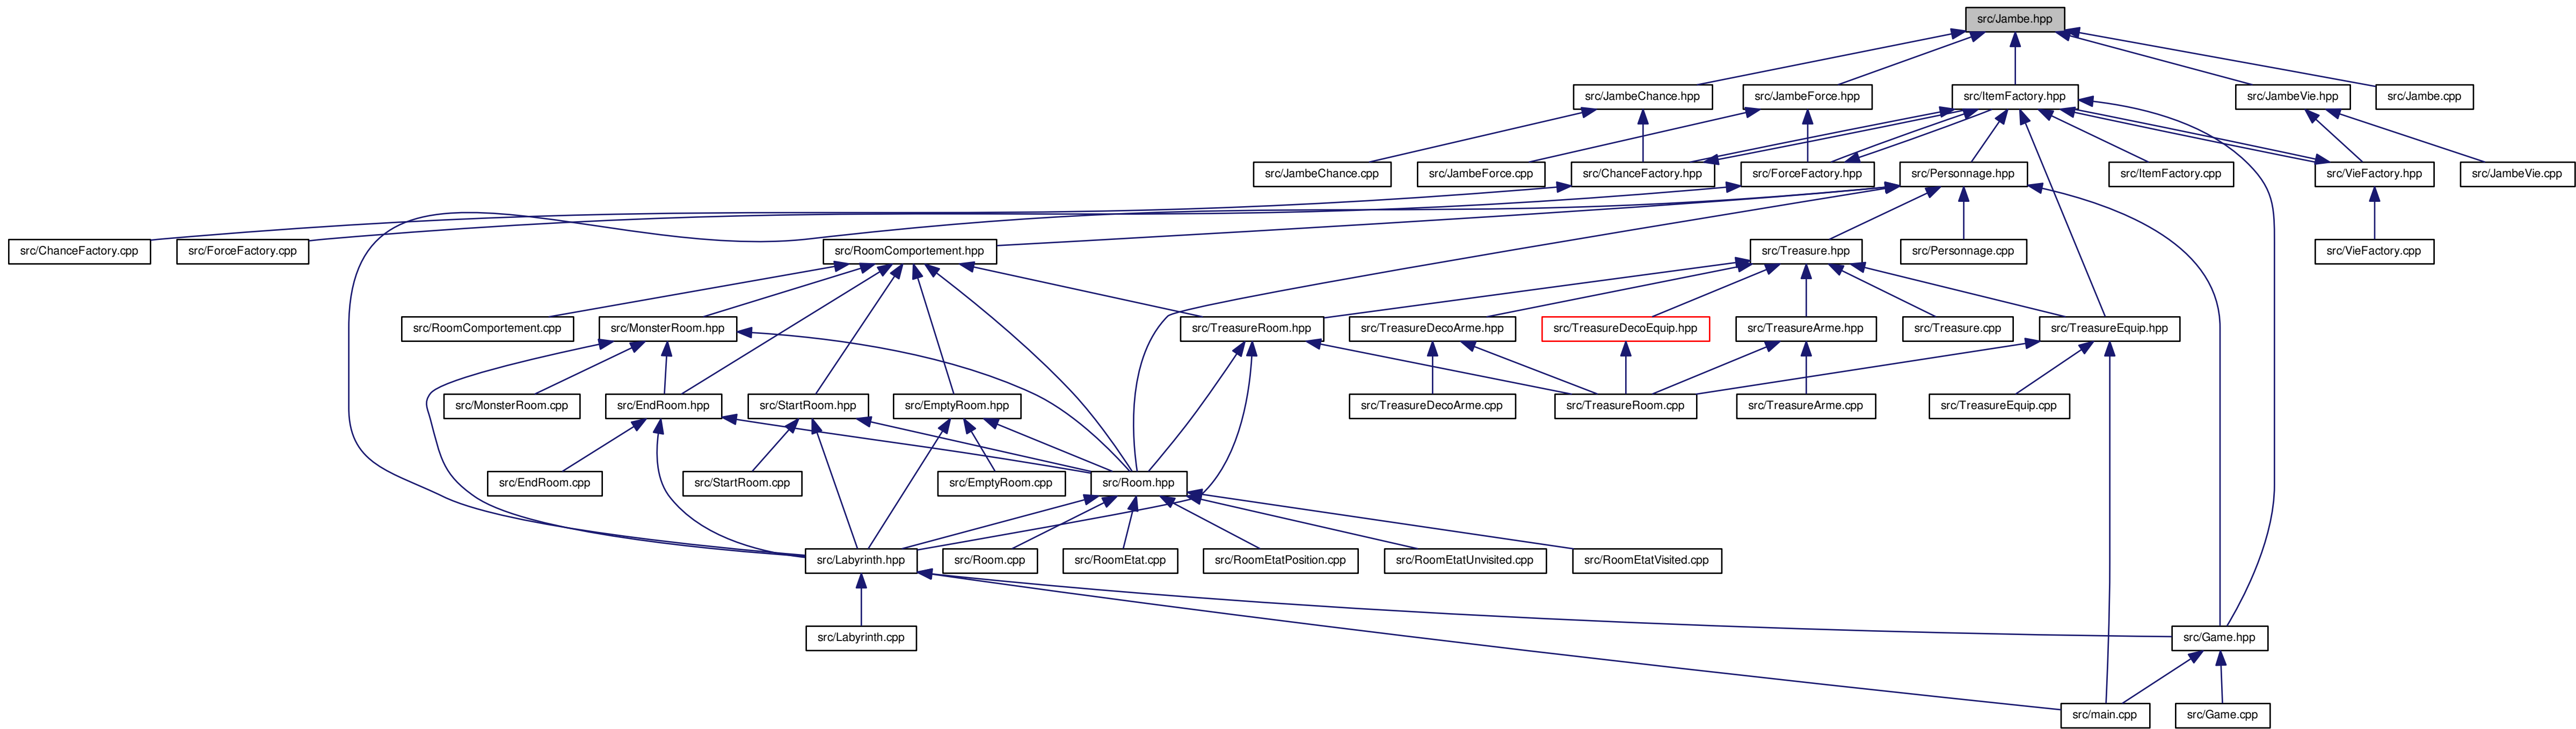 src/Jambe.hpp
src/JambeChance.hpp
src/JambeForce.hpp
src/ItemFactory.hpp
src/JambeVie.hpp
src/Jambe.cpp
src/JambeChance.cpp
src/JambeForce.cpp
src/ChanceFactory.hpp
src/ForceFactory.hpp
src/Personnage.hpp
src/ItemFactory.cpp
src/VieFactory.hpp
src/JambeVie.cpp
src/ChanceFactory.cpp
src/ForceFactory.cpp
src/RoomComportement.hpp
src/Treasure.hpp
src/Personnage.cpp
src/VieFactory.cpp
src/RoomComportement.cpp
src/MonsterRoom.hpp
src/TreasureRoom.hpp
src/TreasureDecoArme.hpp
src/TreasureDecoEquip.hpp
src/TreasureArme.hpp
src/Treasure.cpp
src/TreasureEquip.hpp
src/MonsterRoom.cpp
src/EndRoom.hpp
src/StartRoom.hpp
src/EmptyRoom.hpp
src/TreasureDecoArme.cpp
src/TreasureRoom.cpp
src/TreasureArme.cpp
src/TreasureEquip.cpp
src/EndRoom.cpp
src/StartRoom.cpp
src/EmptyRoom.cpp
src/Room.hpp
src/Labyrinth.hpp
src/Room.cpp
src/RoomEtat.cpp
src/RoomEtatPosition.cpp
src/RoomEtatUnvisited.cpp
src/RoomEtatVisited.cpp
src/Labyrinth.cpp
src/Game.hpp
src/main.cpp
src/Game.cpp